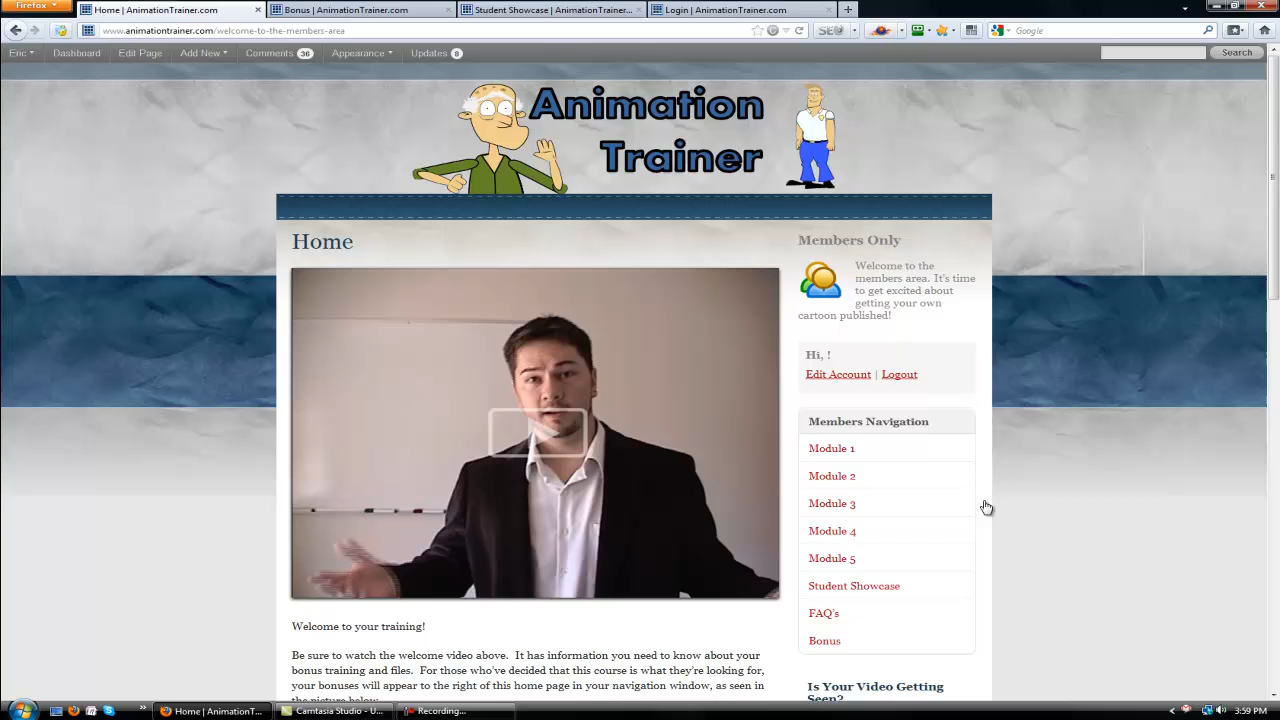 Firefox
Home | AnimationTrainer.com
Bonus | AnimationTrainer.com
Student Showcase | AnimationTrainer...
Login | AnimationTrainer.com
www.animationtrainer.com/welcome-to-the-members-area
Google
Eric
Dashboard
Edit Page
Add New
Comments 36
Appearance
Updates 8
Search
Animation
Trainer
Home
Members Only
Welcome to the
members area. It's time
to get excited about
getting your own
cartoon published!
Hi, !
Edit Account | Logout
Members Navigation
Module 1
Module 2
Module 3
Module 4
Module 5
Student Showcase
FAQ's
Bonus
Welcome to your training!
Be sure to watch the welcome video above. It has information you need to know about your
bonus training and files. For those who've decided that this course is what they're looking for,
your bonuses will appear to the right of this home page in your navigation window, as seen in
the picture below
Is Your Video Getting
Seen?
Home | AnimationT...
Camtasia Studio - U...
Recording...
3:59 PM